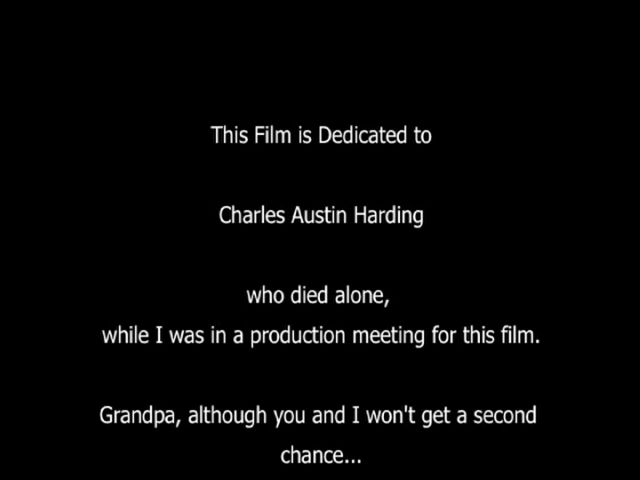 This Film is Dedicated to
Charles Austin Harding
who died alone,
while I was in a production meeting for this film.
Grandpa, although you and I won't get a second
chance...